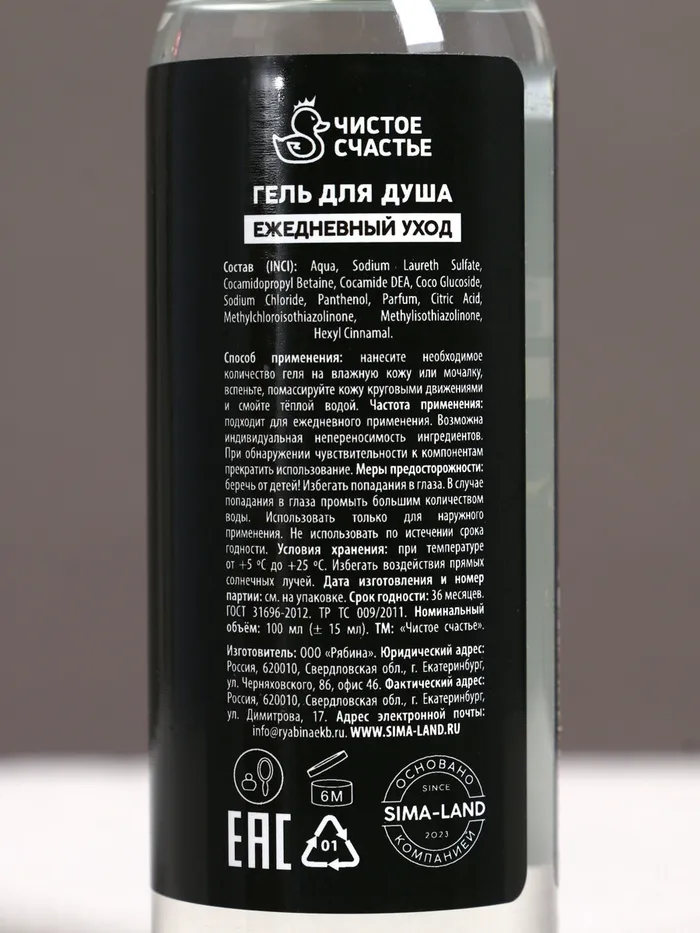 ЧИСТОЕ
СЧАСТЬЕ
ГЕЛЬ ДЛЯ ДУША
ЕЖЕДНЕВНЫЙ УХОД
Состав (INCI): Aqua, Sodium Laureth Sulfate,
Cocamidopropyl Betaine, Cocamide DEA, Coco Glucoside,
Sodium Chloride, Panthenol, Parfum, Citric Acid,
Methylchloroisothiazolinone, Methylisothiazolinone,
Hexyl Cinnamal.
Способ применения: нанесите необходимое
количество геля на влажную кожу или мочалку,
вспеньте, помассируйте кожу круговыми движениями
и смойте тёплой водой. Частота применения:
подходит для ежедневного применения. Возможна
индивидуальная непереносимость ингредиентов.
При обнаружении чувствительности к компонентам
прекратить использование. Меры предосторожности:
беречь от детей! Избегать попадания в глаза. В случае
попадания в глаза промыть большим количеством
воды. Использовать только для наружного
применения. Не использовать по истечении срока
годности. Условия хранения: при температуре
от +5 ºС до +25 ºС. Избегать воздействия прямых
солнечных лучей. Дата изготовления и номер
партии: см. на упаковке. Срок годности: 36 месяцев.
ГОСТ 31696-2012. ТР ТС 009/2011. Номинальный
объём: 100 мл (± 15 мл). ТМ: «Чистое счастье».
Изготовитель: ООО «Рябина». Юридический адрес:
Россия, 620010, Свердловская обл., г. Екатеринбург,
ул. Черняховского, 86, офис 46. Фактический адрес:
Россия, 620010, Свердловская обл., г. Екатеринбург,
ул. Димитрова, 17. Адрес электронной почты:
info@ryabinaekb.ru. WWW.SIMA-LAND.RU
6M
ОСНОВАНО
SINCE
SIMA-LAND
2023
КОМПАНИЕЙ
EAC
01